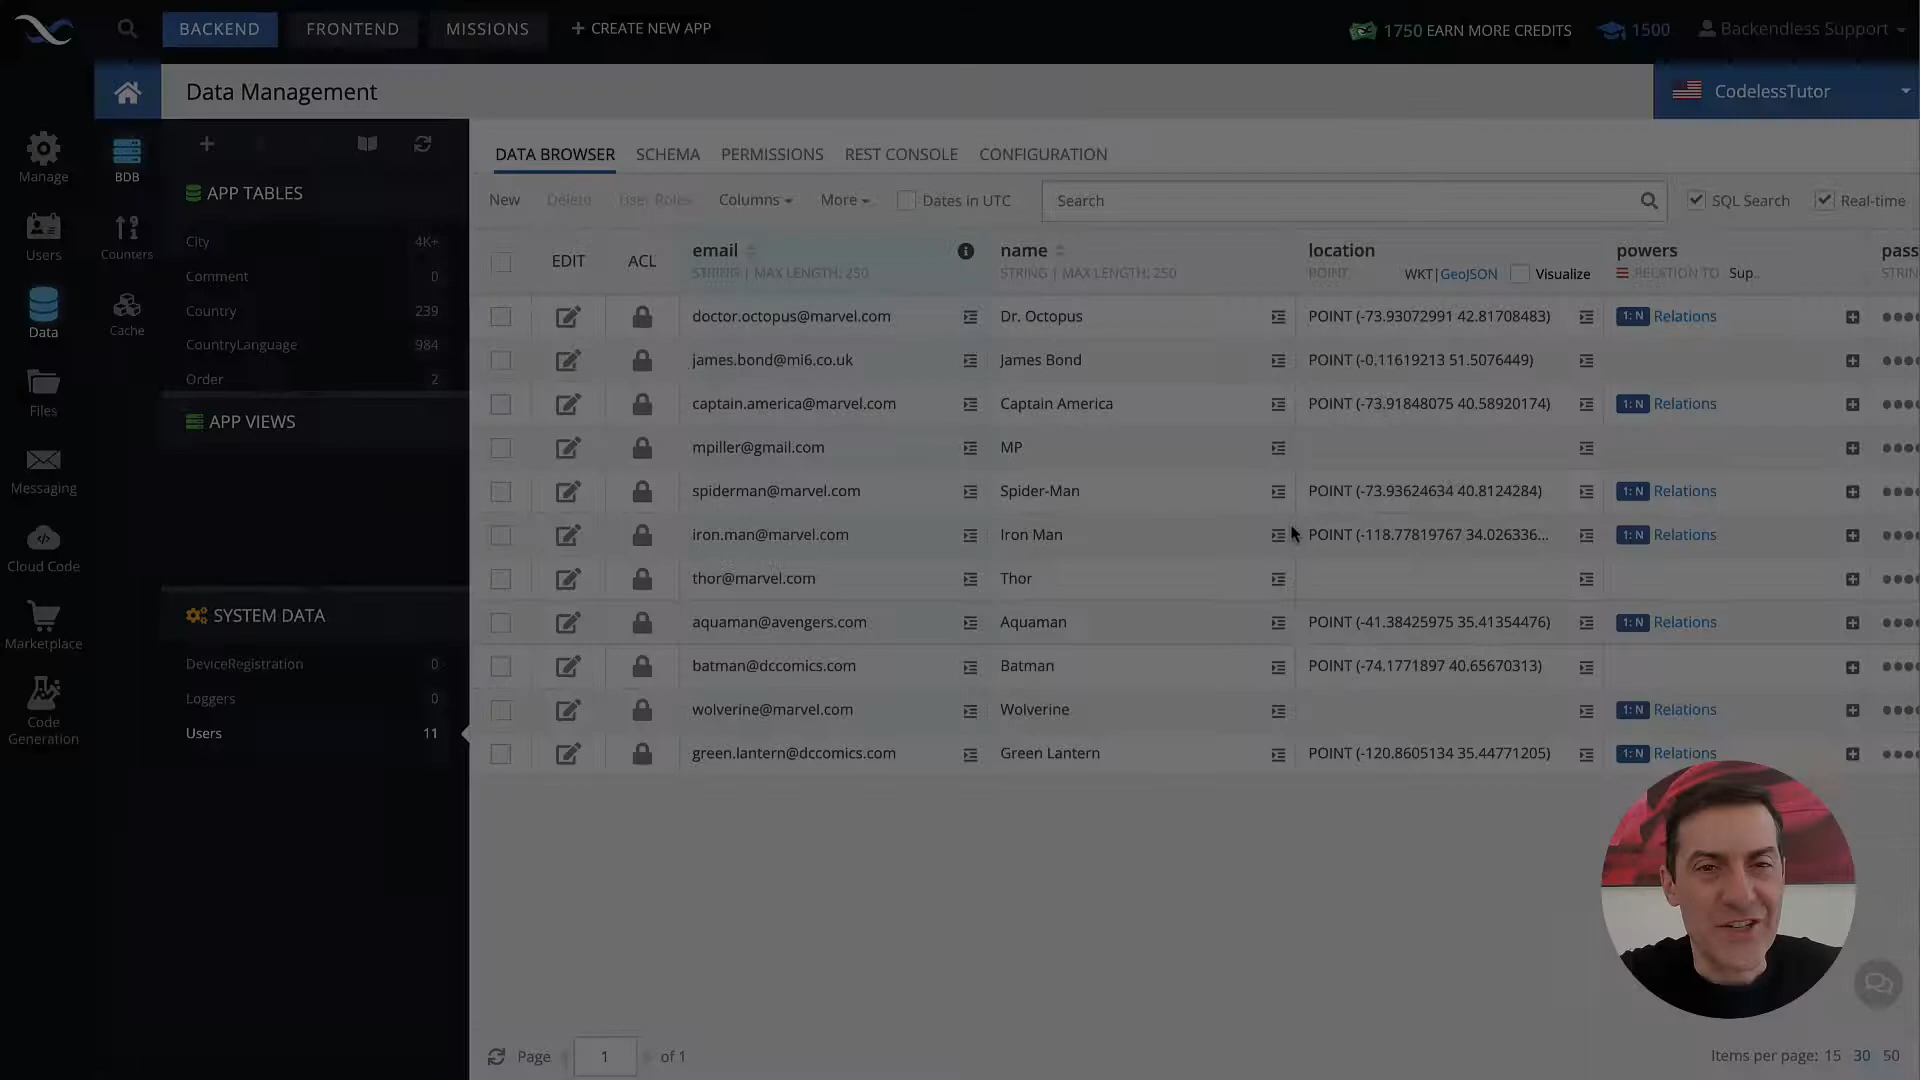 BACKEND FRONTEND MISSIONS + CREATE NEW APP 1750 EARN MORE CREDITS 1500 Backendless Support
Data Management CodelessTutor
Manage
Users
Data
Files
Messaging
Cloud Code
Marketplace
Code Generation
BDB
Counters
Cache
APP TABLES
City 4K+
Comment 0
Country 239
CountryLanguage 984
Order 2
APP VIEWS
SYSTEM DATA
DeviceRegistration 0
Loggers 0
Users 11
DATA BROWSER SCHEMA PERMISSIONS REST CONSOLE CONFIGURATION
New Delete User Roles Columns More Dates in UTC Search SQL Search Real-time
EDIT ACL email name location powers pass
STRING | MAX LENGTH: 250 STRING | MAX LENGTH: 250 POINT WKT|GeoJSON Visualize RELATION TO Sup.. STRIN
doctor.octopus@marvel.com Dr. Octopus POINT (-73.93072991 42.81708483) 1:N Relations
james.bond@mi6.co.uk James Bond POINT (-0.11619213 51.5076449)
captain.america@marvel.com Captain America POINT (-73.91848075 40.58920174) 1:N Relations
mpiller@gmail.com MP
spiderman@marvel.com Spider-Man POINT (-73.93624634 40.8124284) 1:N Relations
iron.man@marvel.com Iron Man POINT (-118.77819767 34.026336... 1:N Relations
thor@marvel.com Thor
aquaman@avengers.com Aquaman POINT (-41.38425975 35.41354476) 1:N Relations
batman@dccomics.com Batman POINT (-74.1771897 40.65670313)
wolverine@marvel.com Wolverine 1:N Relations
green.lantern@dccomics.com Green Lantern POINT (-120.8605134 35.44771205) 1:N Relations
Page 1 of 1 Items per page: 15 30 50